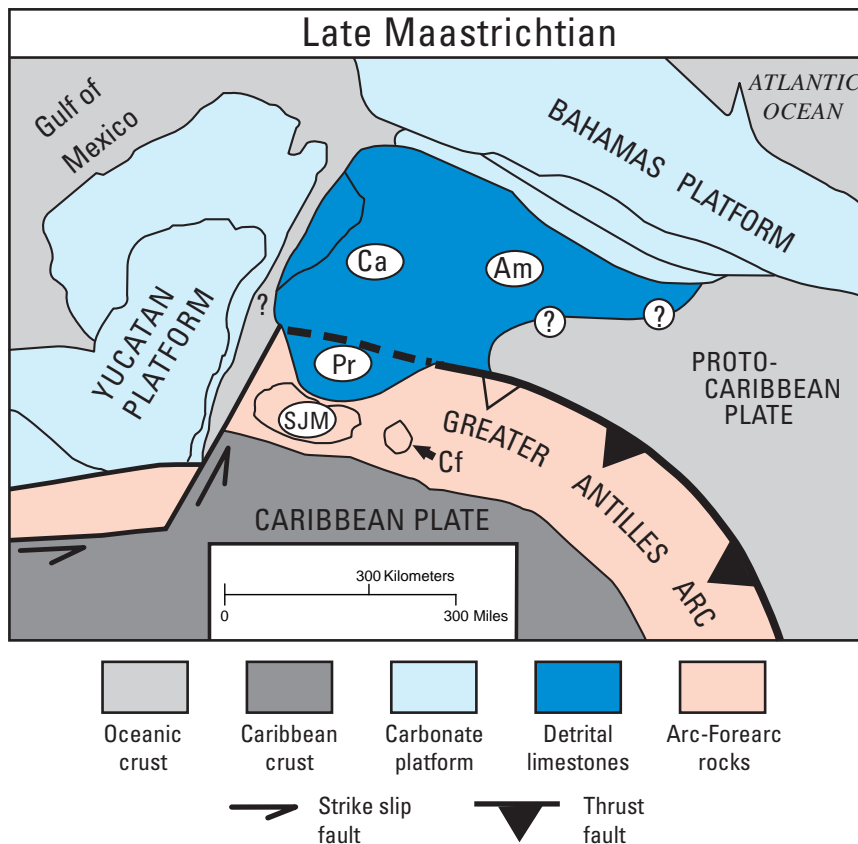 Late Maastrichtian
Gulf of
Mexico
ATLANTIC
OCEAN
BAHAMAS PLATFORM
Ca
Am
?
?
?
YUCATAN
PLATFORM
Pr
PROTO-
CARIBBEAN
PLATE
SJM
Cf
GREATER
ANTILLES
ARC
CARIBBEAN PLATE
300 Kilometers
0
300 Miles
Oceanic
crust
Caribbean
crust
Carbonate
platform
Detrital
limestones
Arc-Forearc
rocks
Strike slip
fault
Thrust
fault